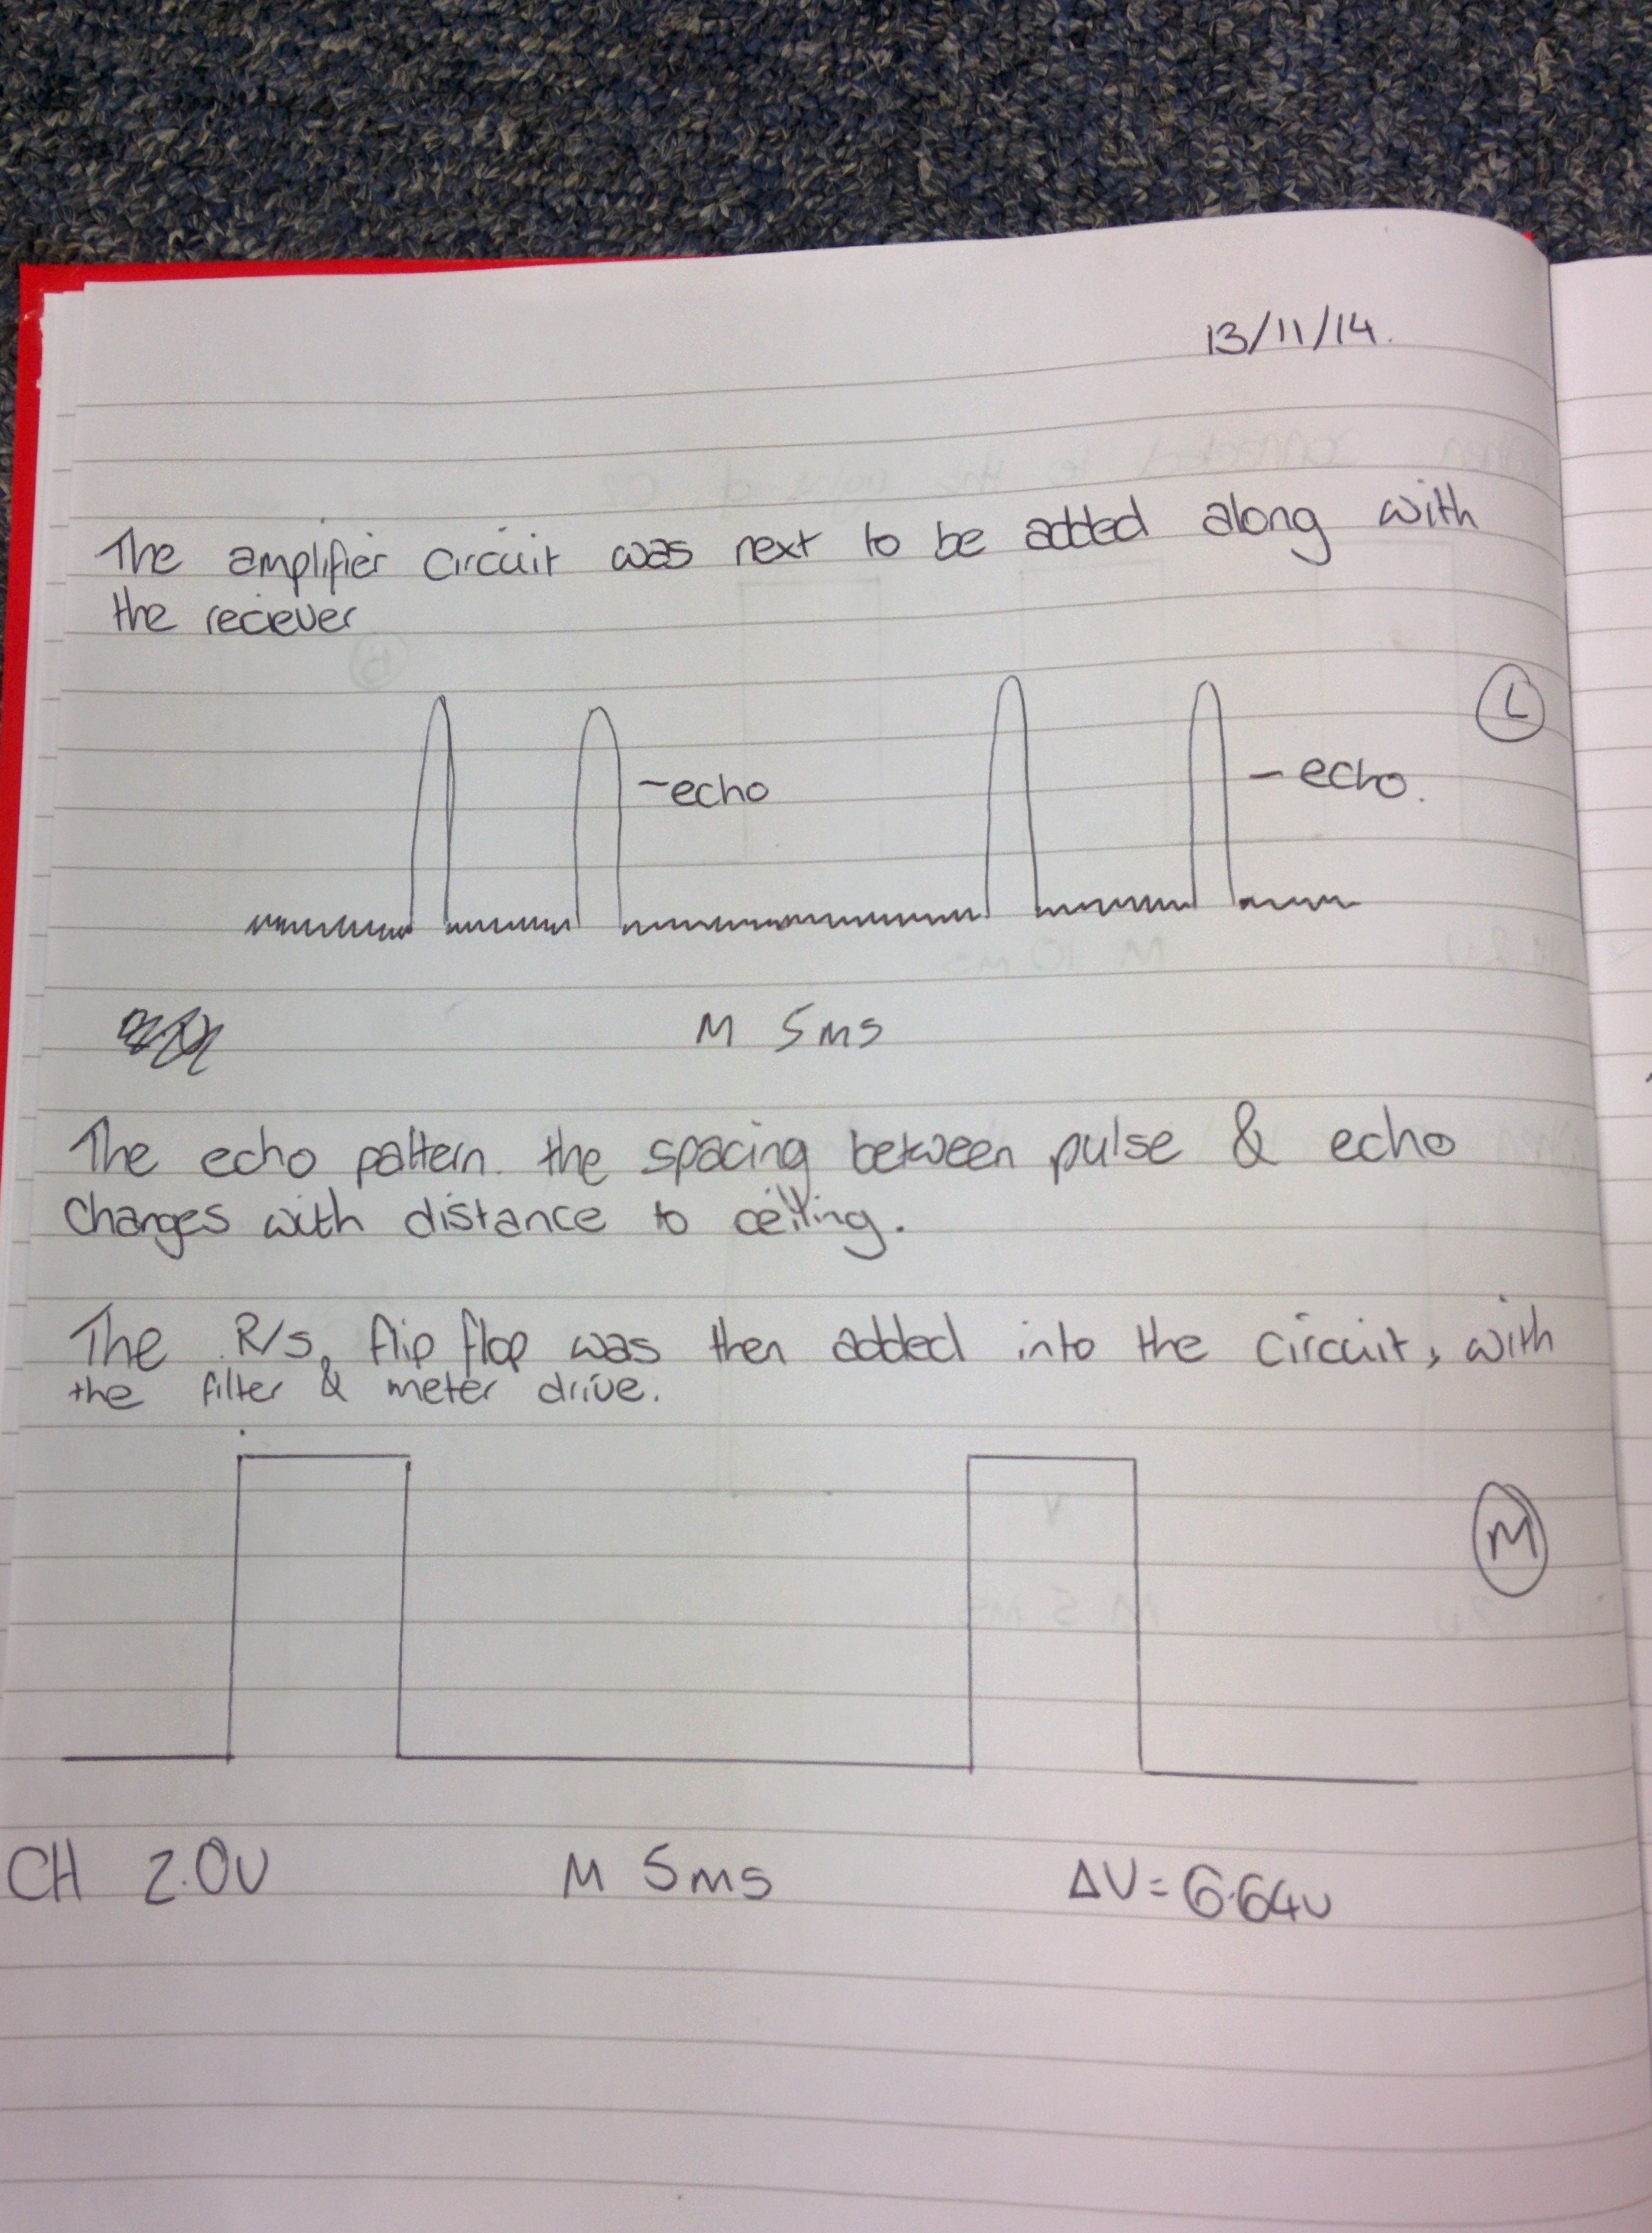 13/11/14.
The amplifier circuit was next to be added along with
the reciever
L
-echo
- echo.
M 5ms
The echo pattern. the spacing between pulse & echo
changes with distance to ceiling.
The R/S, flip flop was then added into the circuit, with
the filter & meter drive.
M
CH 2.0V M 5ms ΔV=6.64v